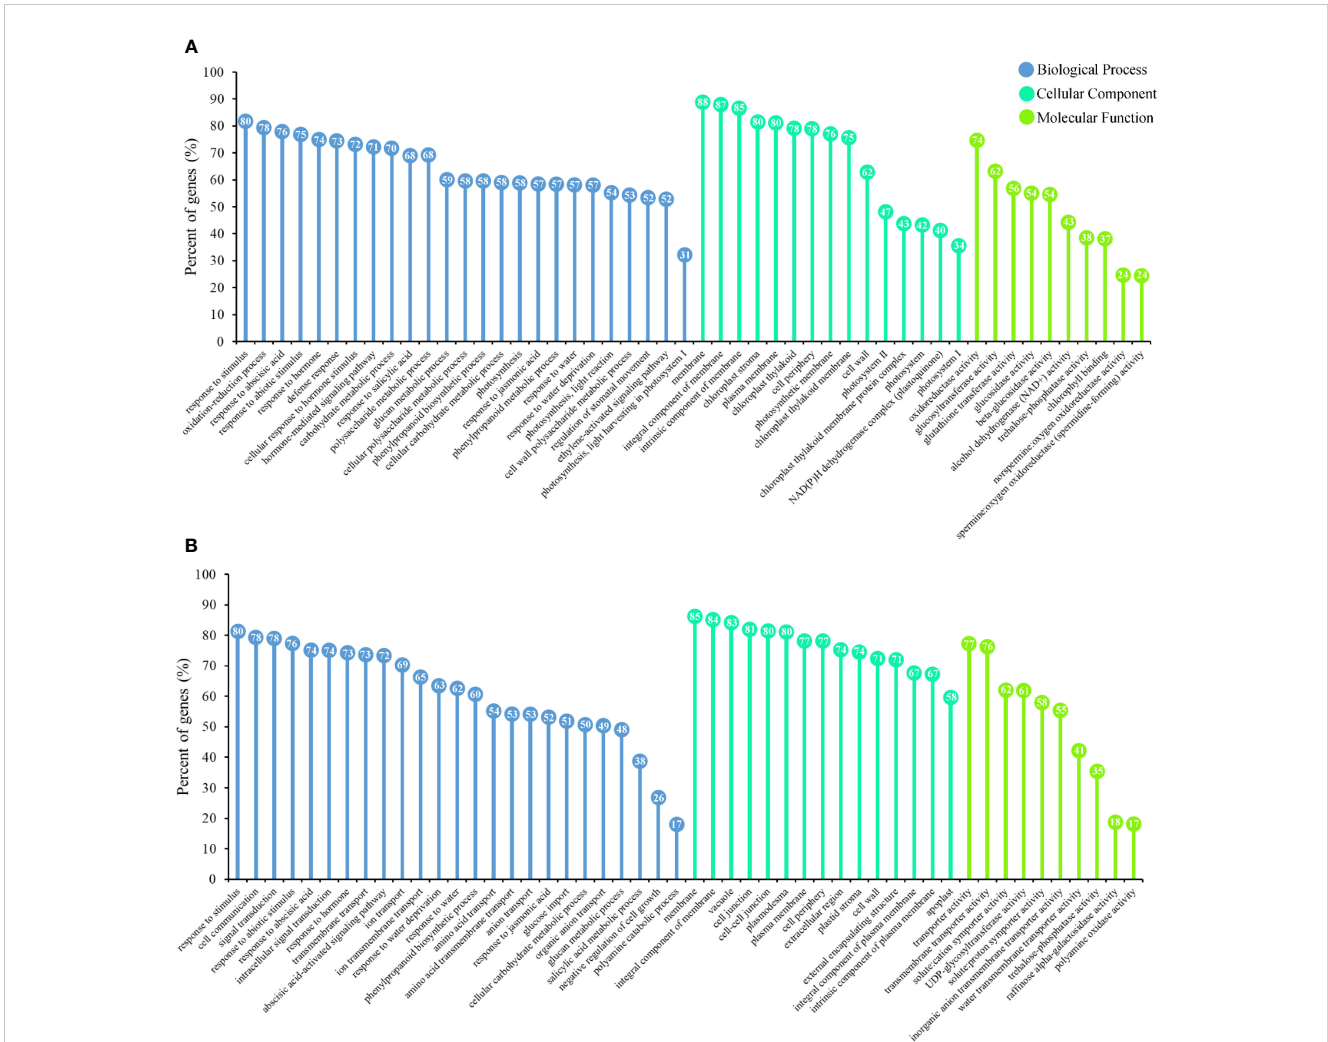 A
100
90
80
70
60
50
40
30
20
10
0
Percent of genes (%)
Biological Process
Cellular Component
Molecular Function
80 78 76 75 74 73 72 71 70 68 68 59 58 58 58 58 57 57 57 57 54 53 52 52 31 88 87 85 80 80 78 78 76 75 62 47 43 42 40 34 74 62 56 54 54 43 38 37 24 24
response to stimulus
oxidation-reduction process
response to abscisic acid
response to abiotic stimulus
response to hormone
defense response
cellular response to hormone stimulus
hormone-mediated signaling pathway
carbohydrate metabolic process
response to salicylic acid
polysaccharide metabolic process
glucan metabolic process
cellular polysaccharide metabolic process
phenylpropanoid biosynthetic process
cellular carbohydrate metabolic process
photosynthesis
response to jasmonic acid
phenylpropanoid metabolic process
response to water
response to water deprivation
photosynthesis, light reaction
cell wall polysaccharide metabolic process
regulation of stomatal movement
ethylene-activated signaling pathway
photosynthesis, light harvesting in photosystem I
membrane
integral component of membrane
intrinsic component of membrane
chloroplast stroma
plasma membrane
chloroplast thylakoid
cell periphery
photosynthetic membrane
chloroplast thylakoid membrane
cell wall
photosystem II
chloroplast thylakoid membrane protein complex
photosystem
NAD(P)H dehydrogenase complex (plastoquinone)
photosystem I
oxidoreductase activity
glucosyltransferase activity
glutathione transferase activity
glucosidase activity
beta-glucosidase activity
alcohol dehydrogenase (NAD+) activity
trehalose-phosphatase activity
chlorophyll binding
norspermine:oxygen oxidoreductase activity
spermine:oxygen oxidoreductase (spermine-forming) activity
B
100
90
80
70
60
50
40
30
20
10
0
Percent of genes (%)
80 78 78 76 74 74 73 73 72 69 65 63 62 60 54 53 53 52 51 50 49 48 38 26 17 85 84 83 81 80 80 77 77 74 74 71 71 67 67 58 77 76 62 61 58 55 41 35 18 17
response to stimulus
cell communication
signal transduction
response to abiotic stimulus
response to abscisic acid
intracellular signal transduction
response to hormone
transmembrane transport
abscisic acid-activated signaling pathway
ion transport
ion transmembrane transport
response to water deprivation
response to water
phenylpropanoid biosynthetic process
amino acid transport
amino acid transmembrane transport
anion transport
response to jasmonic acid
glucose import
cellular carbohydrate metabolic process
organic anion transport
glucan metabolic process
salicylic acid metabolic process
negative regulation of cell growth
polyamine catabolic process
membrane
integral component of membrane
vacuole
cell junction
cell-cell junction
plasmodesma
plasma membrane
cell periphery
extracellular region
plastid stroma
cell wall
external encapsulating structure
integral component of plasma membrane
intrinsic component of plasma membrane
apoplast
transporter activity
transmembrane transporter activity
solute:cation symporter activity
UDP-glycosyltransferase activity
solute:proton symporter activity
inorganic anion transmembrane transporter activity
water transmembrane transporter activity
trehalose-phosphatase activity
raffinose alpha-galactosidase activity
polyamine oxidase activity